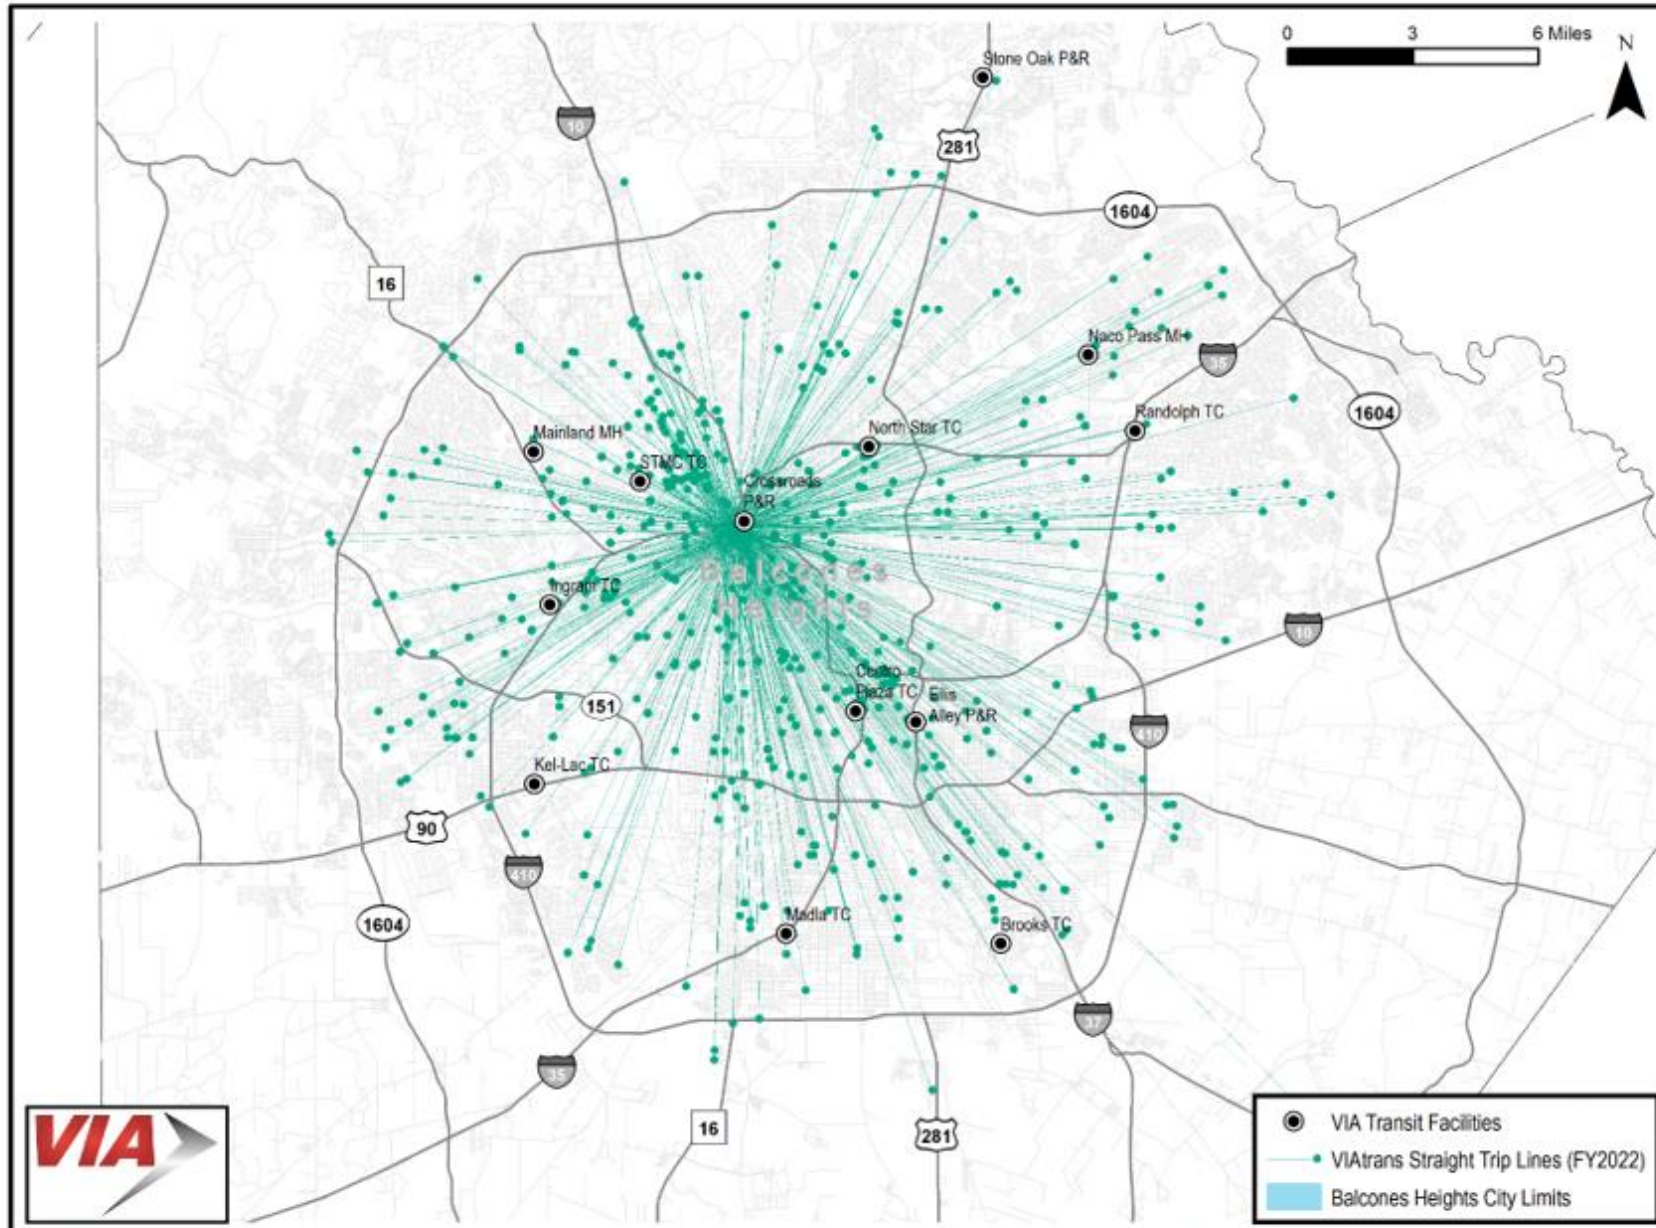 0 3 6 Miles
N
Stone Oak P&R
10
281
1604
16
Naco Pass MH
35
Randolph TC
1604
North Star TC
Mainland MH
STMC TC
Crossroads
P&R
Balcones
Heights
Ingram TC
10
Centro
Plaza TC
Ellis
Alley P&R
151
410
Kel-Lac TC
90
410
1604
Madla TC
Brooks TC
37
35
16
281
VIA
VIA Transit Facilities
VIAtrans Straight Trip Lines (FY2022)
Balcones Heights City Limits